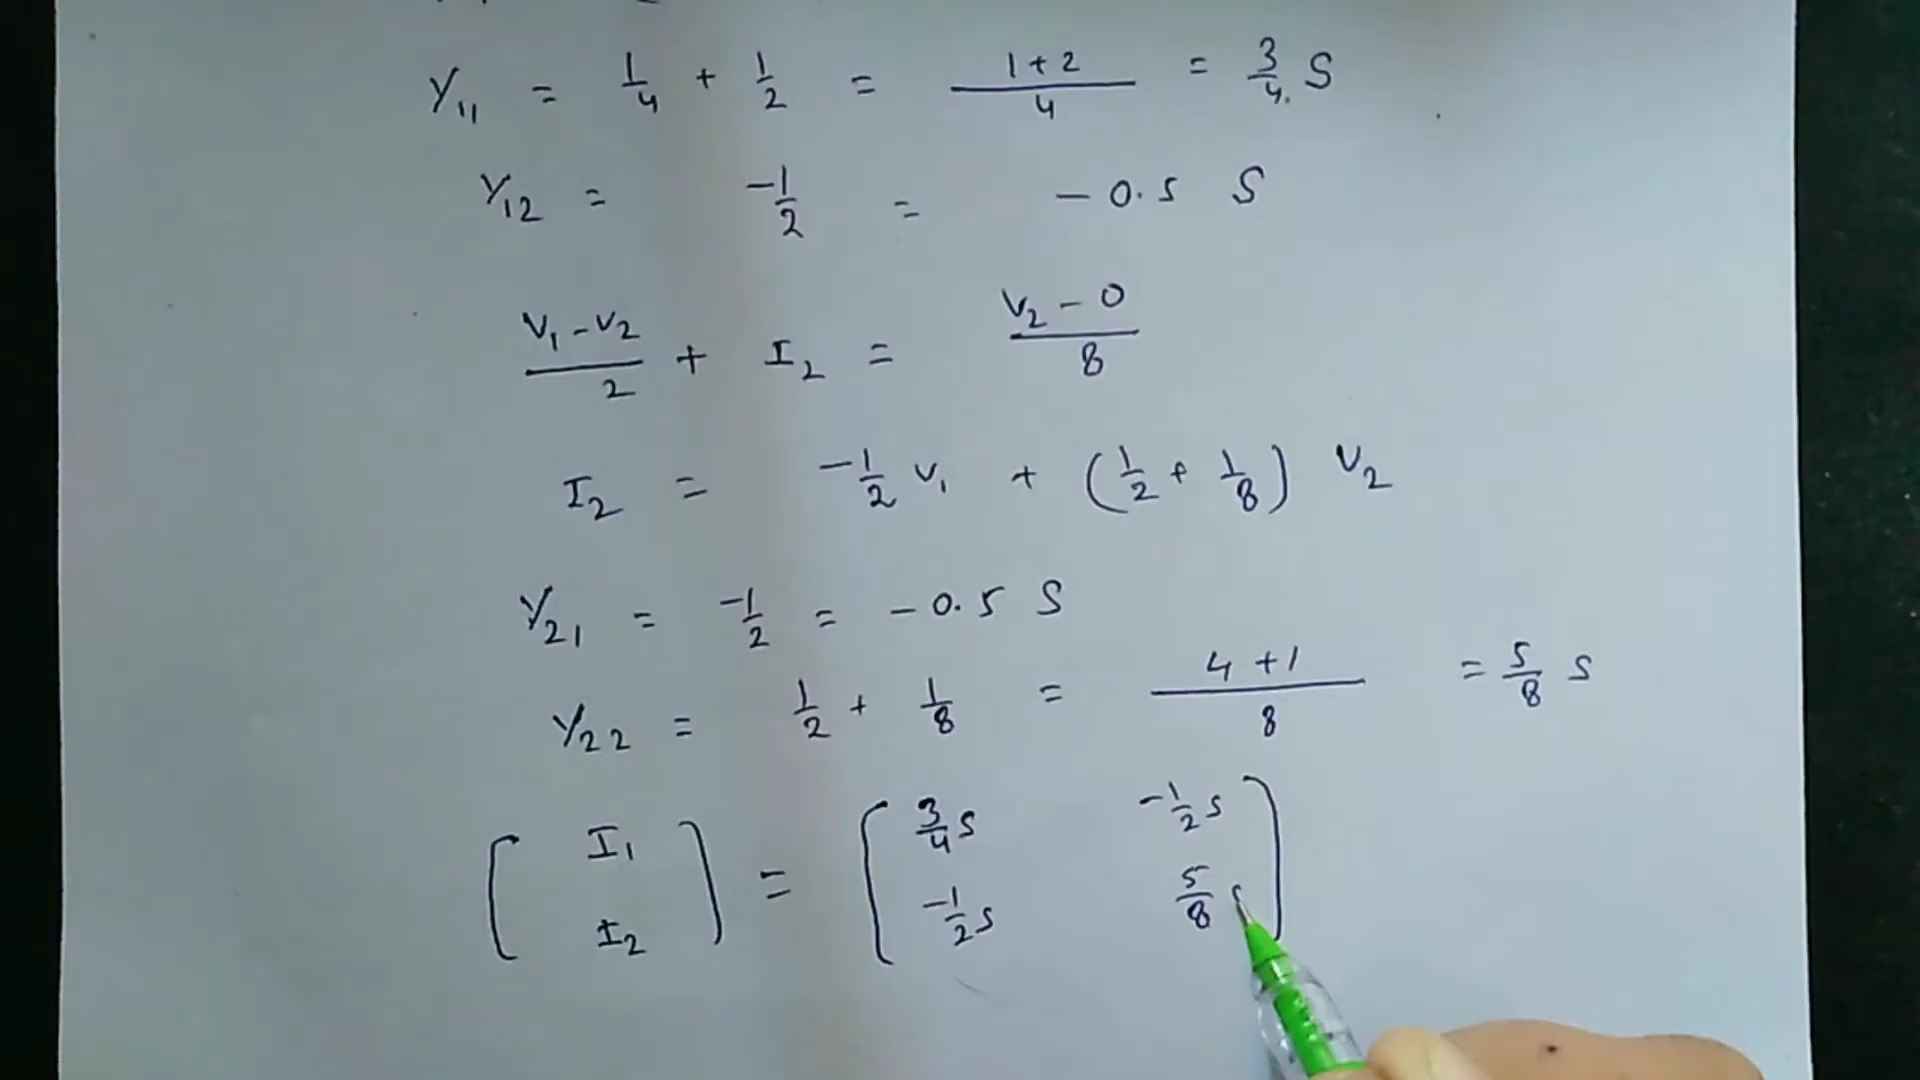 Y₁₁ = 1/4 + 1/2 = (1+2)/4 = 3/4 S
Y₁₂ = -1/2 = - 0.5 S
(V₁ - V₂)/2 + I₂ = (V₂ - 0)/8
I₂ = -1/2 V₁ + (1/2 + 1/8) V₂
Y₂₁ = -1/2 = - 0.5 S
Y₂₂ = 1/2 + 1/8 = (4+1)/8 = 5/8 S
[ I₁ ] = [ 3/4 S -1/2 S ]
[ I₂ ] [ -1/2 S 5/8 S ]